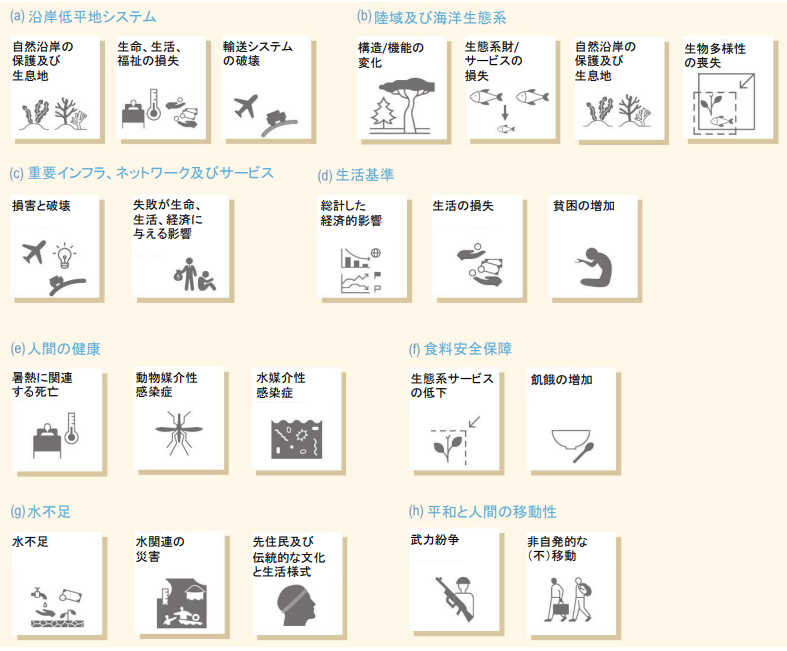 (a) 沿岸低平地システム
自然沿岸の
保護及び
生息地
生命、生活、
福祉の損失
輸送システム
の破壊
(b) 陸域及び海洋生態系
構造/機能の
変化
生態系財/
サービスの
損失
自然沿岸の
保護及び
生息地
生物多様性
の喪失
(c) 重要インフラ、ネットワーク及びサービス
損害と破壊
失敗が生命、
生活、経済に
与える影響
(d) 生活基準
総計した
経済的影響
生活の損失
貧困の増加
(e) 人間の健康
暑熱に関連
する死亡
動物媒介性
感染症
水媒介性
感染症
(f) 食料安全保障
生態系サービス
の低下
飢餓の増加
(g) 水不足
水不足
水関連の
災害
先住民及び
伝統的な文化
と生活様式
(h) 平和と人間の移動性
武力紛争
非自発的な
（不）移動